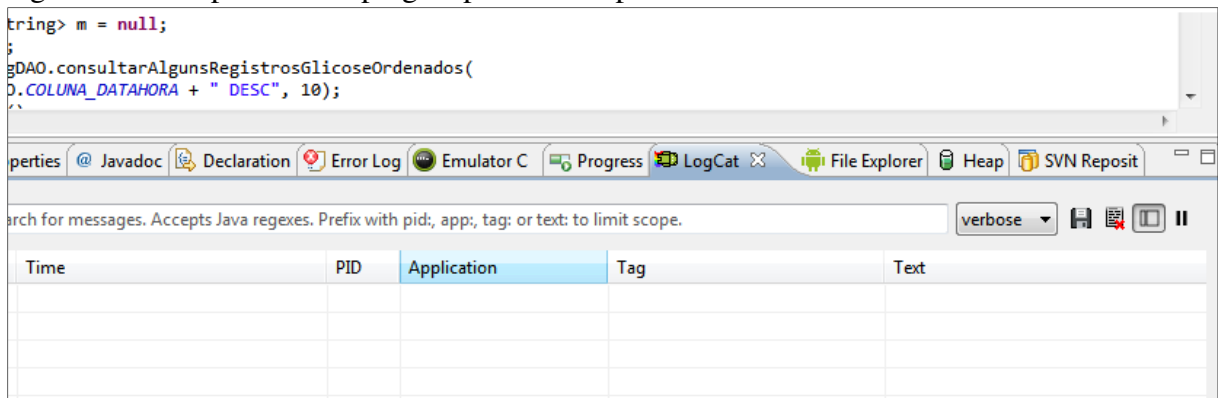 tring> m = null;
;
gDAO.consultarAlgunsRegistrosGlicoseOrdenados(
O.COLUNA_DATAHORA + " DESC", 10);
perties @ Javadoc Declaration Error Log Emulator C Progress LogCat File Explorer Heap SVN Reposit
arch for messages. Accepts Java regexes. Prefix with pid:, app:, tag: or text: to limit scope. verbose
Time PID Application Tag Text